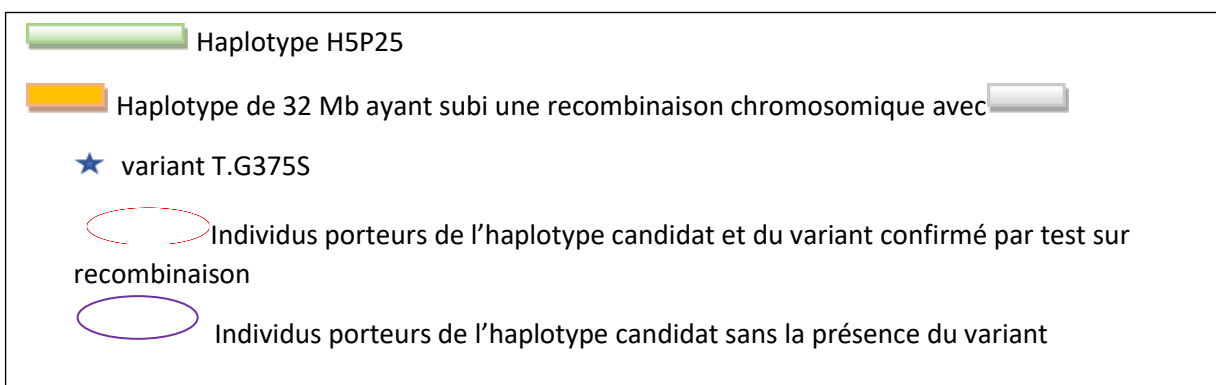 Haplotype H5P25
Haplotype de 32 Mb ayant subi une recombinaison chromosomique avec
variant T.G375S
Individus porteurs de l’haplotype candidat et du variant confirmé par test sur
recombinaison
Individus porteurs de l’haplotype candidat sans la présence du variant